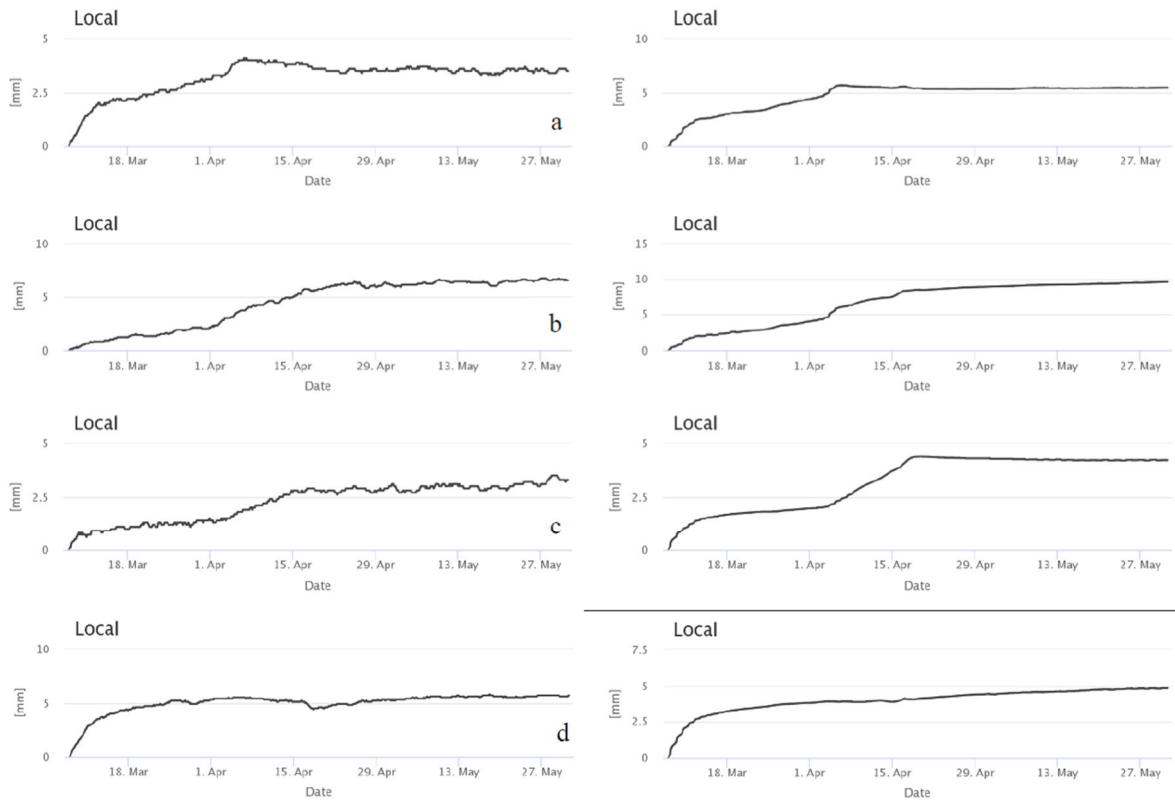 Local
5
2.5
0
[mm]
18. Mar
1. Apr
15. Apr
29. Apr
13. May
27. May
Date
a
Local
10
5
0
[mm]
18. Mar
1. Apr
15. Apr
29. Apr
13. May
27. May
Date
Local
10
5
0
[mm]
18. Mar
1. Apr
15. Apr
29. Apr
13. May
27. May
Date
b
Local
15
10
5
0
[mm]
18. Mar
1. Apr
15. Apr
29. Apr
13. May
27. May
Date
Local
5
2.5
0
[mm]
18. Mar
1. Apr
15. Apr
29. Apr
13. May
27. May
Date
c
Local
5
2.5
0
[mm]
18. Mar
1. Apr
15. Apr
29. Apr
13. May
27. May
Date
Local
10
5
0
[mm]
18. Mar
1. Apr
15. Apr
29. Apr
13. May
27. May
Date
d
Local
7.5
5
2.5
0
[mm]
18. Mar
1. Apr
15. Apr
29. Apr
13. May
27. May
Date